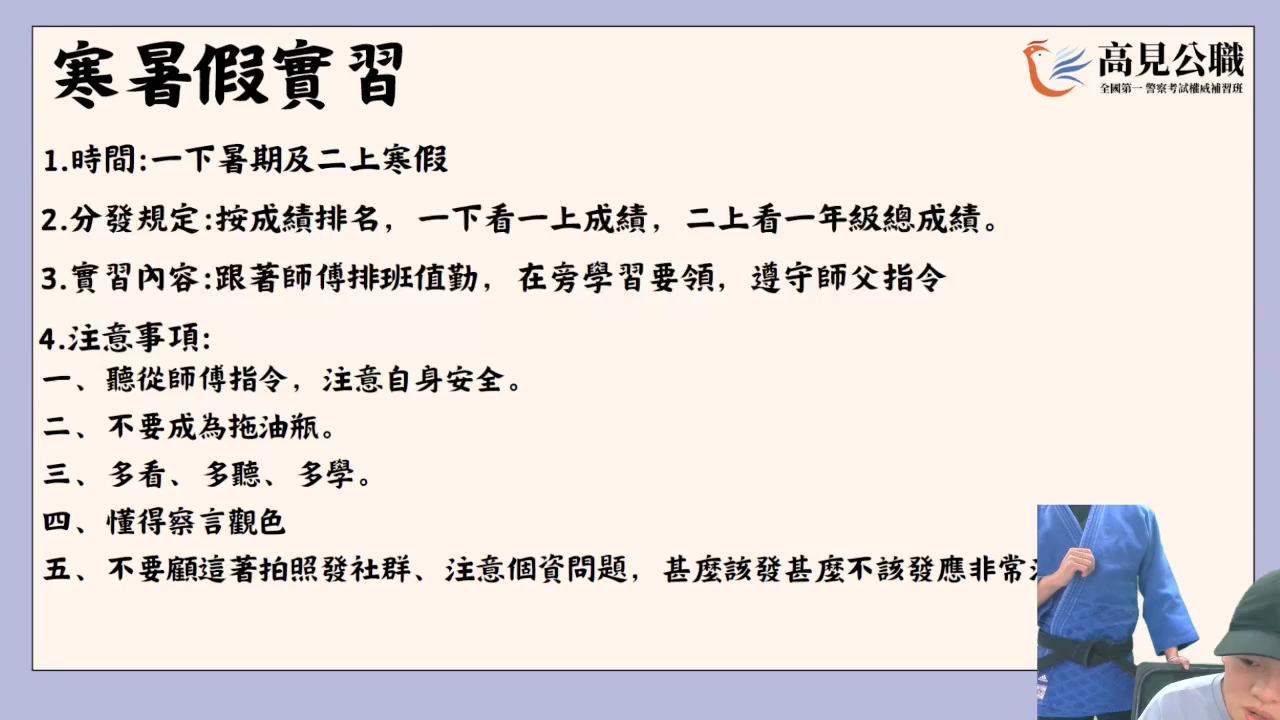 寒暑假實習
高見公職
全國第一 警察考試權威補習班
1.時間:一下暑期及二上寒假
2.分發規定:按成績排名，一下看一上成績，二上看一年級總成績。
3.實習內容:跟著師傅排班值勤，在旁學習要領，遵守師父指令
4.注意事項:
一、聽從師傅指令，注意自身安全。
二、不要成為拖油瓶。
三、多看、多聽、多學。
四、懂得察言觀色
五、不要顧這著拍照發社群、注意個資問題，甚麼該發甚麼不該發應非常